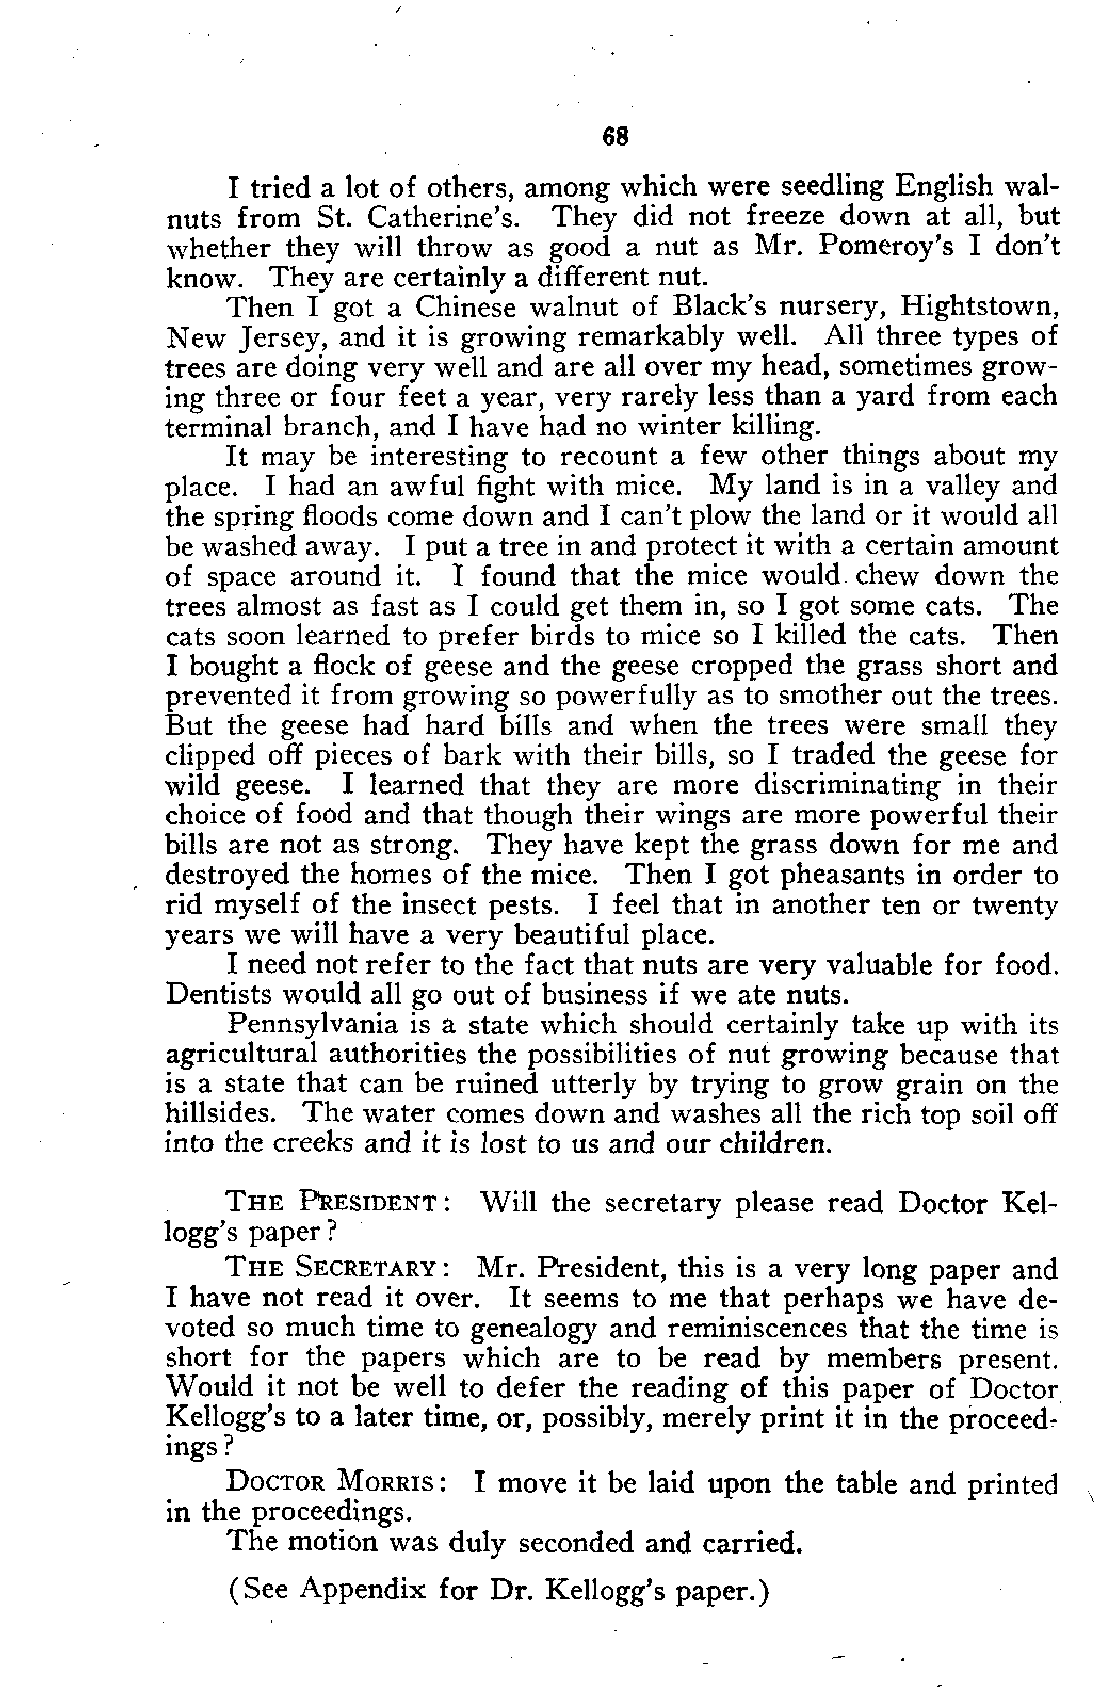 68
I tried a lot of others, among which were seedling English wal-
nuts from St. Catherine's. They did not freeze down at all, but
whether they will throw as good a nut as Mr. Pomeroy's I don't
know. They are certainly a different nut.
Then I got a Chinese walnut of Black's nursery, Hightstown,
New Jersey, and it is growing remarkably well. All three types of
trees are doing very well and are all over my head, sometimes grow-
ing three or four feet a year, very rarely less than a yard from each
terminal branch, and I have had no winter killing.
It may be interesting to recount a few other things about my
place. I had an awful fight with mice. My land is in a valley and
the spring floods come down and I can't plow the land or it would all
be washed away. I put a tree in and protect it with a certain amount
of space around it. I found that the mice would chew down the
trees almost as fast as I could get them in, so I got some cats. The
cats soon learned to prefer birds to mice so I killed the cats. Then
I bought a flock of geese and the geese cropped the grass short and
prevented it from growing so powerfully as to smother out the trees.
But the geese had hard bills and when the trees were small they
clipped off pieces of bark with their bills, so I traded the geese for
wild geese. I learned that they are more discriminating in their
choice of food and that though their wings are more powerful their
bills are not as strong. They have kept the grass down for me and
destroyed the homes of the mice. Then I got pheasants in order to
rid myself of the insect pests. I feel that in another ten or twenty
years we will have a very beautiful place.
I need not refer to the fact that nuts are very valuable for food.
Dentists would all go out of business if we ate nuts.
Pennsylvania is a state which should certainly take up with its
agricultural authorities the possibilities of nut growing because that
is a state that can be ruined utterly by trying to grow grain on the
hillsides. The water comes down and washes all the rich top soil off
into the creeks and it is lost to us and our children.
THE PRESIDENT: Will the secretary please read Doctor Kel-
logg's paper?
THE SECRETARY: Mr. President, this is a very long paper and
I have not read it over. It seems to me that perhaps we have de-
voted so much time to genealogy and reminiscences that the time is
short for the papers which are to be read by members present.
Would it not be well to defer the reading of this paper of Doctor
Kellogg's to a later time, or, possibly, merely print it in the proceed-
ings?
DOCTOR MORRIS: I move it be laid upon the table and printed
in the proceedings.
The motion was duly seconded and carried.
(See Appendix for Dr. Kellogg's paper.)